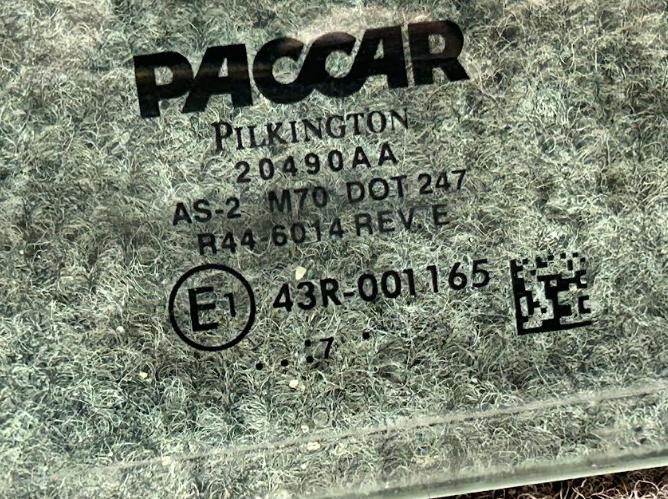 PACCAR
PILKINGTON
20490AA
AS-2 M70 DOT 247
R44 6014 REV E
E1 43R-001165
. . : 7 .